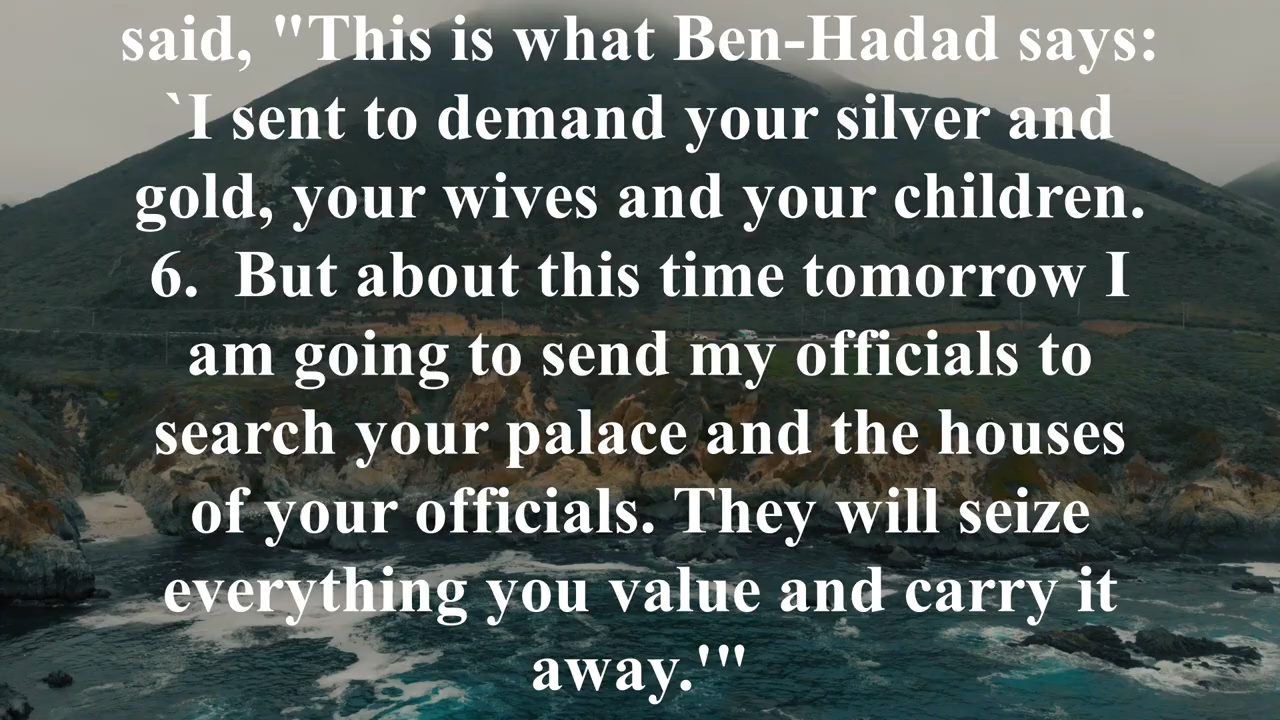 said, "This is what Ben-Hadad says:
`I sent to demand your silver and
gold, your wives and your children.
6.  But about this time tomorrow I
am going to send my officials to
search your palace and the houses
of your officials. They will seize
everything you value and carry it
away.'"